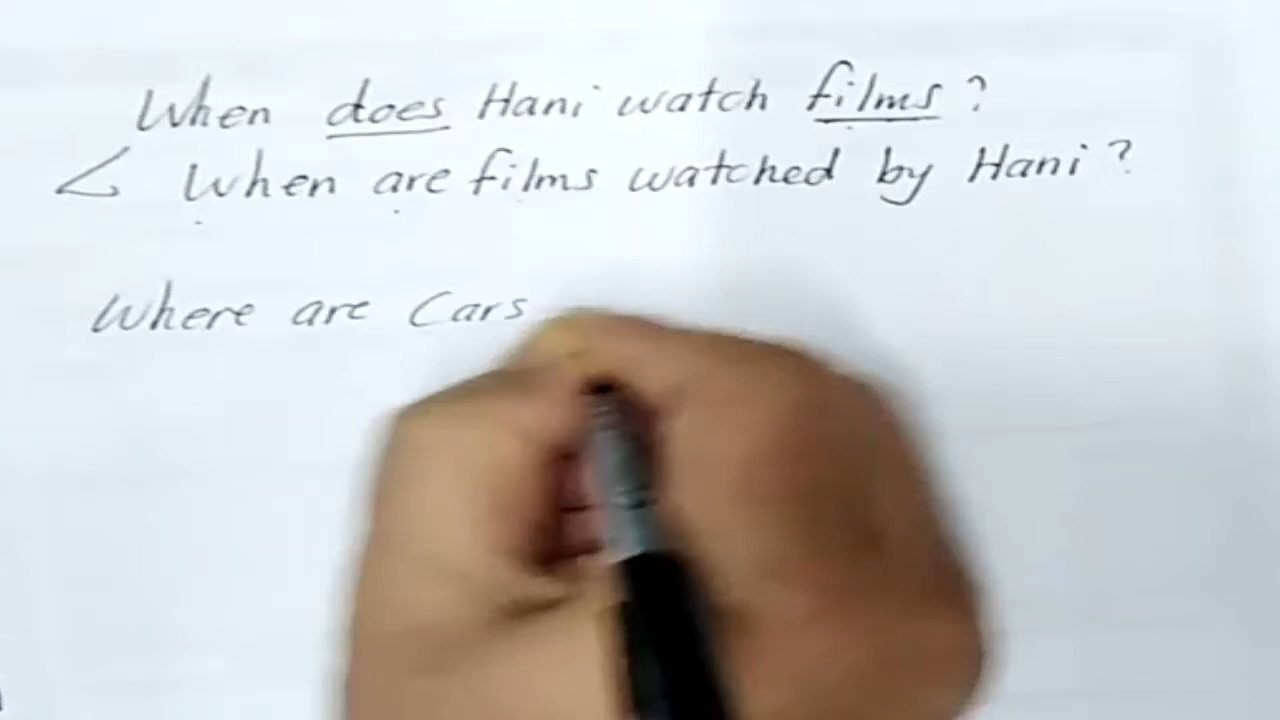 When does Hani watch films?
When are films watched by Hani?
Where are Cars